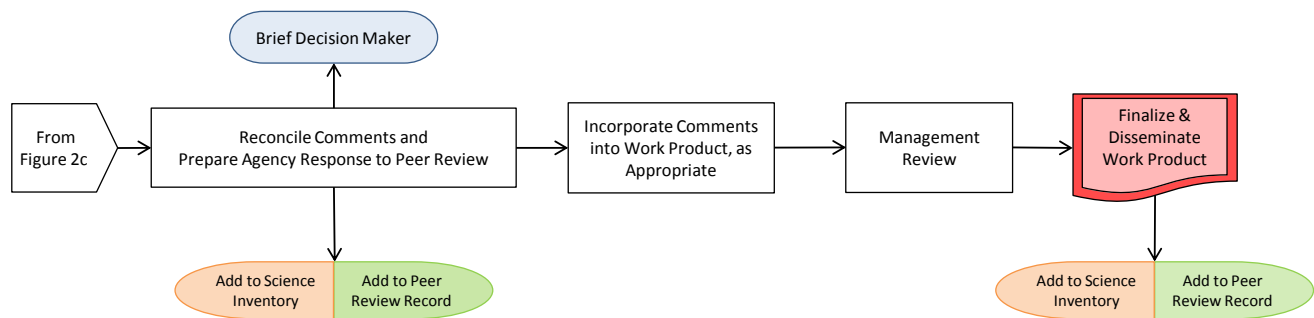 Brief Decision Maker
From
Figure 2c
Reconcile Comments and
Prepare Agency Response to Peer Review
Incorporate Comments
into Work Product, as
Appropriate
Management
Review
Finalize &
Disseminate
Work Product
Add to Science
Inventory
Add to Peer
Review Record
Add to Science
Inventory
Add to Peer
Review Record